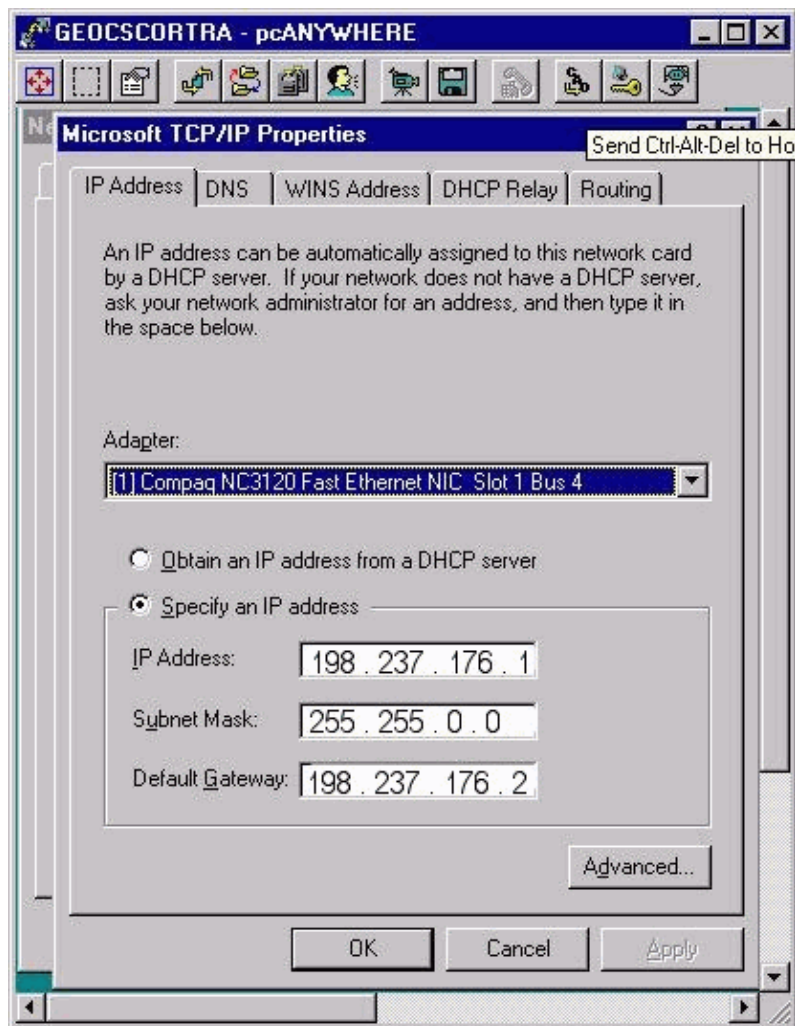 GEOCSCORTRA - pcANYWHERE
Ne
Microsoft TCP/IP Properties
Send Ctrl-Alt-Del to Ho
IP Address DNS WINS Address DHCP Relay Routing
An IP address can be automatically assigned to this network card
by a DHCP server. If your network does not have a DHCP server,
ask your network administrator for an address, and then type it in
the space below.
Adapter:
[1] Compaq NC3120 Fast Ethernet NIC Slot 1 Bus 4
Obtain an IP address from a DHCP server
Specify an IP address
IP Address: 198 . 237 . 176 . 1
Subnet Mask: 255 . 255 . 0 . 0
Default Gateway: 198 . 237 . 176 . 2
Advanced...
OK Cancel Apply